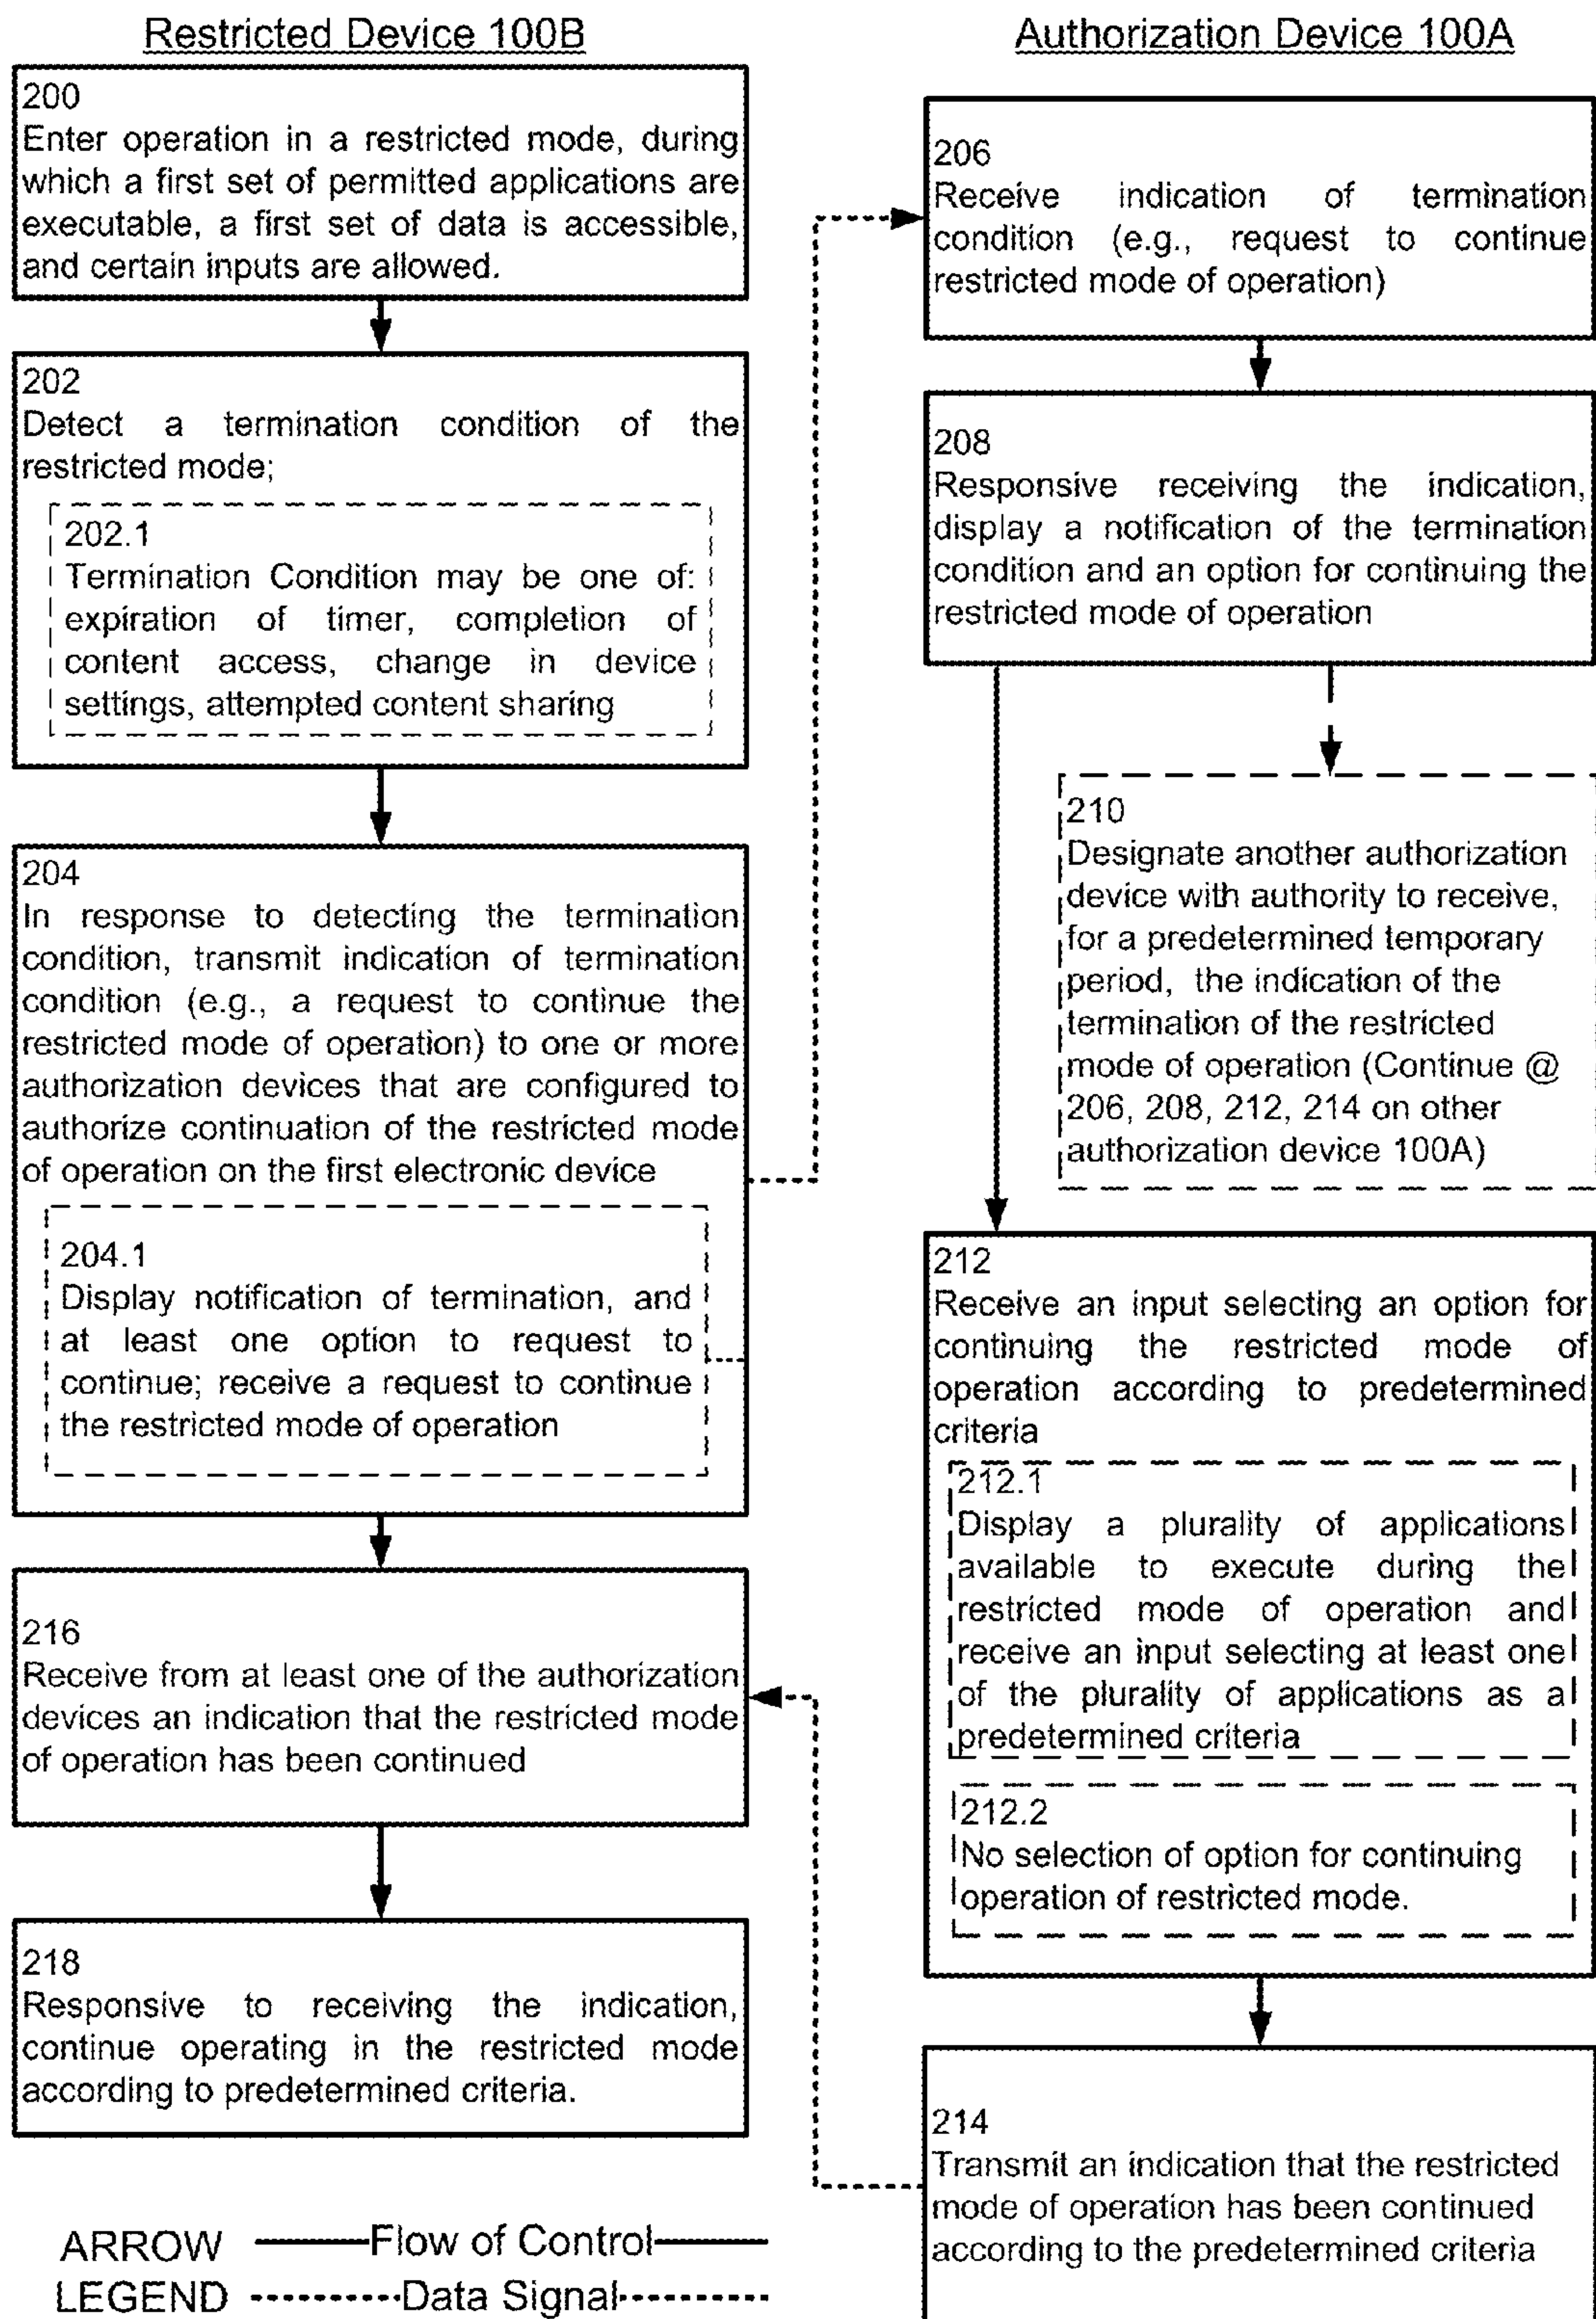 Restricted Device 100B
200
Enter operation in a restricted mode, during
which a first set of permitted applications are
executable, a first set of data is accessible,
and certain inputs are allowed.
202
Detect a termination condition of the
restricted mode;
202.1
Termination Condition may be one of:
expiration of timer, completion of
content access, change in device
settings, attempted content sharing
204
In response to detecting the termination
condition, transmit indication of termination
condition (e.g., a request to continue the
restricted mode of operation) to one or more
authorization devices that are configured to
authorize continuation of the restricted mode
of operation on the first electronic device
204.1
Display notification of termination, and
at least one option to request to
continue; receive a request to continue
the restricted mode of operation
216
Receive from at least one of the authorization
devices an indication that the restricted mode
of operation has been continued
218
Responsive to receiving the indication,
continue operating in the restricted mode
according to predetermined criteria.
Authorization Device 100A
206
Receive indication of termination
condition (e.g., request to continue
restricted mode of operation)
208
Responsive receiving the indication,
display a notification of the termination
condition and an option for continuing the
restricted mode of operation
210
Designate another authorization
device with authority to receive,
for a predetermined temporary
period, the indication of the
termination of the restricted
mode of operation (Continue @
206, 208, 212, 214 on other
authorization device 100A)
212
Receive an input selecting an option for
continuing the restricted mode of
operation according to predetermined
criteria
212.1
Display a plurality of applications
available to execute during the
restricted mode of operation and
receive an input selecting at least one
of the plurality of applications as a
predetermined criteria
212.2
No selection of option for continuing
operation of restricted mode.
214
Transmit an indication that the restricted
mode of operation has been continued
according to the predetermined criteria
ARROW Flow of Control
LEGEND Data Signal